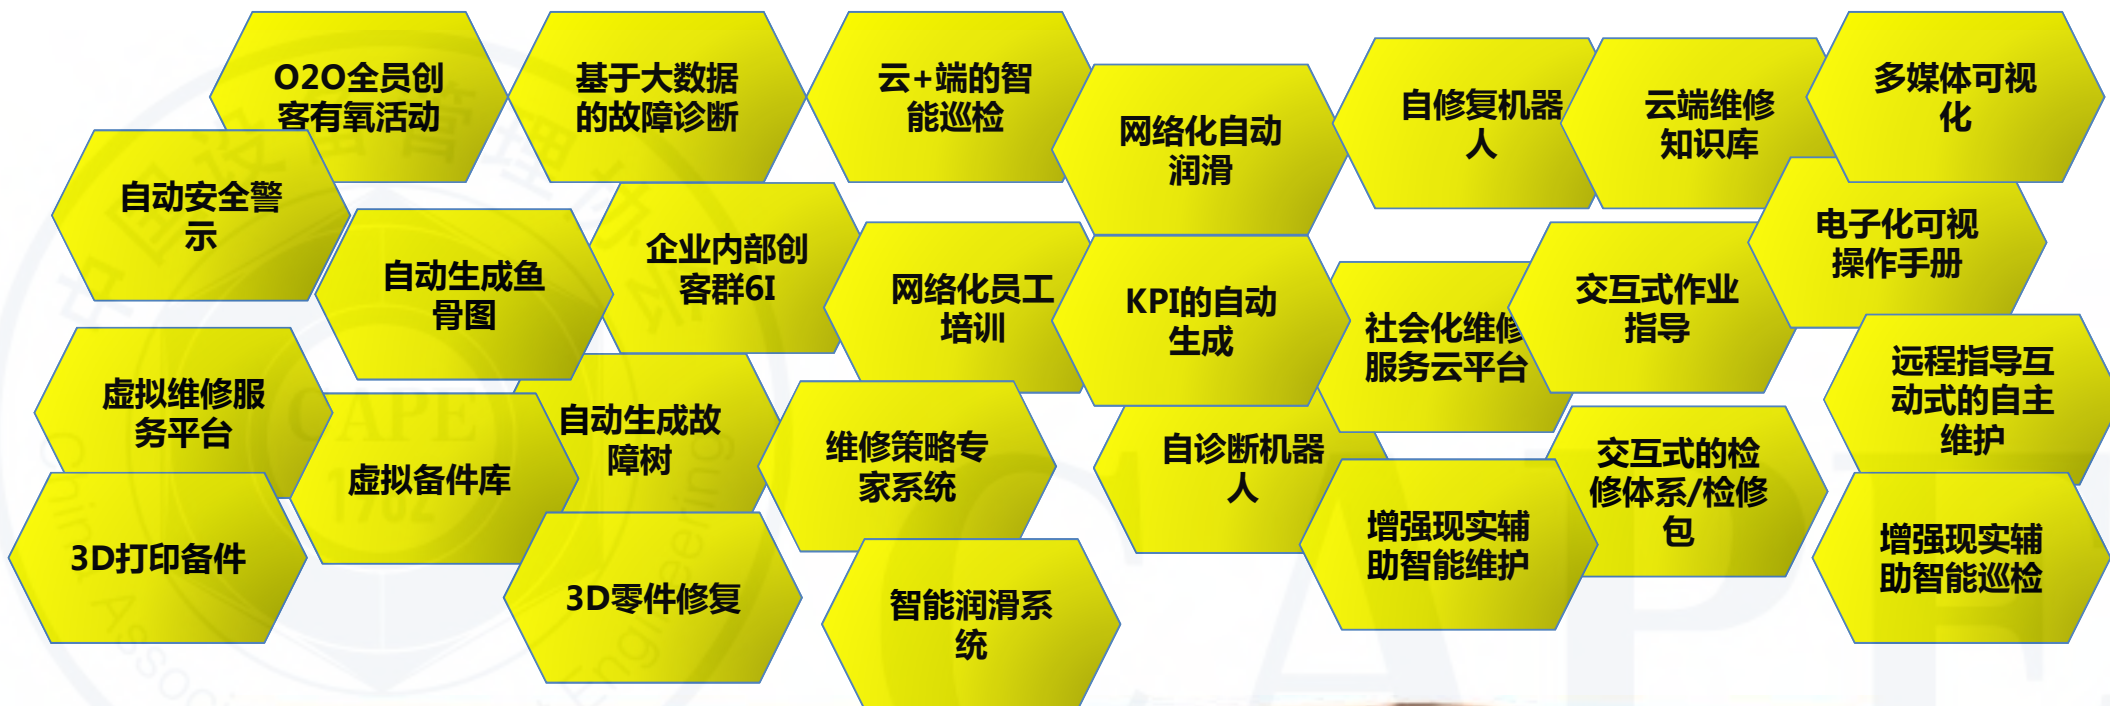 O2O全员创
客有氧活动
基于大数据
的故障诊断
云+端的智
能巡检
网络化自动
润滑
自修复机器
人
云端维修
知识库
多媒体可视
化
自动安全警
示
自动生成鱼
骨图
企业内部创
客群6I
网络化员工
培训
KPI的自动
生成
社会化维修
服务云平台
交互式作业
指导
电子化可视
操作手册
虚拟维修服
务平台
虚拟备件库
自动生成故
障树
维修策略专
家系统
自诊断机器
人
交互式的检
修体系/检修
包
远程指导互
动式的自主
维护
3D打印备件
3D零件修复
智能润滑系
统
增强现实辅
助智能维护
增强现实辅
助智能巡检
CAPE
1982
China Associ
Engineering
CAPE